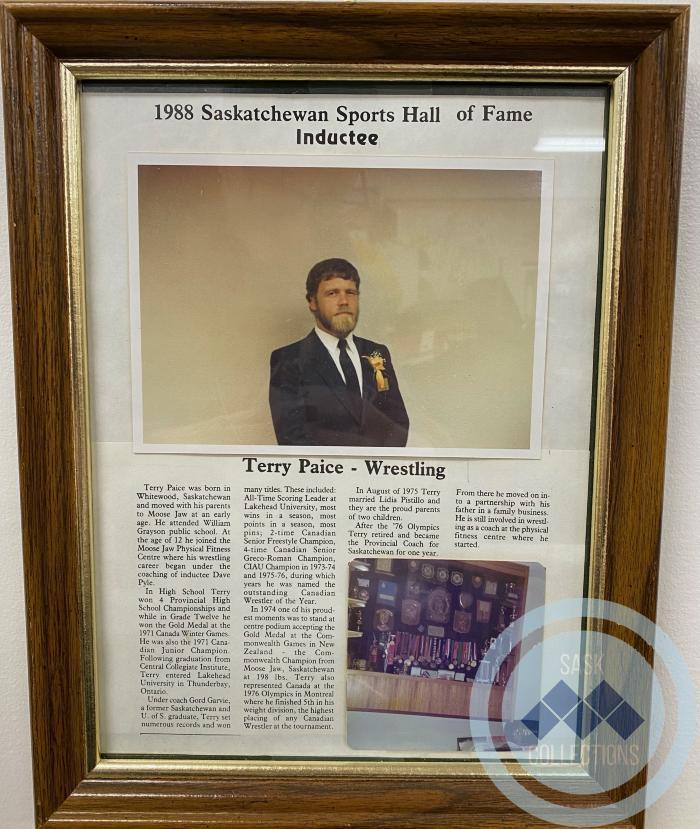 1988 Saskatchewan Sports Hall of Fame
Inductee
Terry Paice - Wrestling
Terry Paice was born in
Whitewood, Saskatchewan
and moved with his parents
to Moose Jaw at an early
age. He attended William
Grayson public school. At
the age of 12 he joined the
Moose Jaw Physical Fitness
Centre where his wrestling
career began under the
coaching of inductee Dave
Pyle.
In High School Terry
won 4 Provincial High
School Championships and
while in Grade Twelve he
won the Gold Medal at the
1971 Canada Winter Games.
He was also the 1971 Cana-
dian Junior Champion.
Following graduation from
Central Collegiate Institute,
Terry entered Lakehead
University in Thunderbay,
Ontario.
Under coach Gord Garvie,
a former Saskatchewan and
U. of S. graduate, Terry set
numerous records and won
many titles. These included:
All-Time Scoring Leader at
Lakehead University, most
wins in a season, most
points in a season, most
pins; 2-time Canadian
Senior Freestyle Champion,
4-time Canadian Senior
Greco-Roman Champion,
CIAU Champion in 1973-74
and 1975-76, during which
years he was named the
outstanding Canadian
Wrestler of the Year.
In 1974 one of his proud-
est moments was to stand at
centre podium accepting the
Gold Medal at the Com-
monwealth Games in New
Zealand - the Com-
monwealth Champion from
Moose Jaw, Saskatchewan
at 198 lbs. Terry also
represented Canada at the
1976 Olympics in Montreal
where he finished 5th in his
weight division, the highest
placing of any Canadian
Wrestler at the tournament.
In August of 1975 Terry
married Lidia Pistillo and
they are the proud parents
of two children.
After the '76 Olympics
Terry retired and became
the Provincial Coach for
Saskatchewan for one year.
From there he moved on in-
to a partnership with his
father in a family business.
He is still involved in wrestl-
ing as a coach at the physical
fitness centre where he
started.
SASK
COLLECTIONS